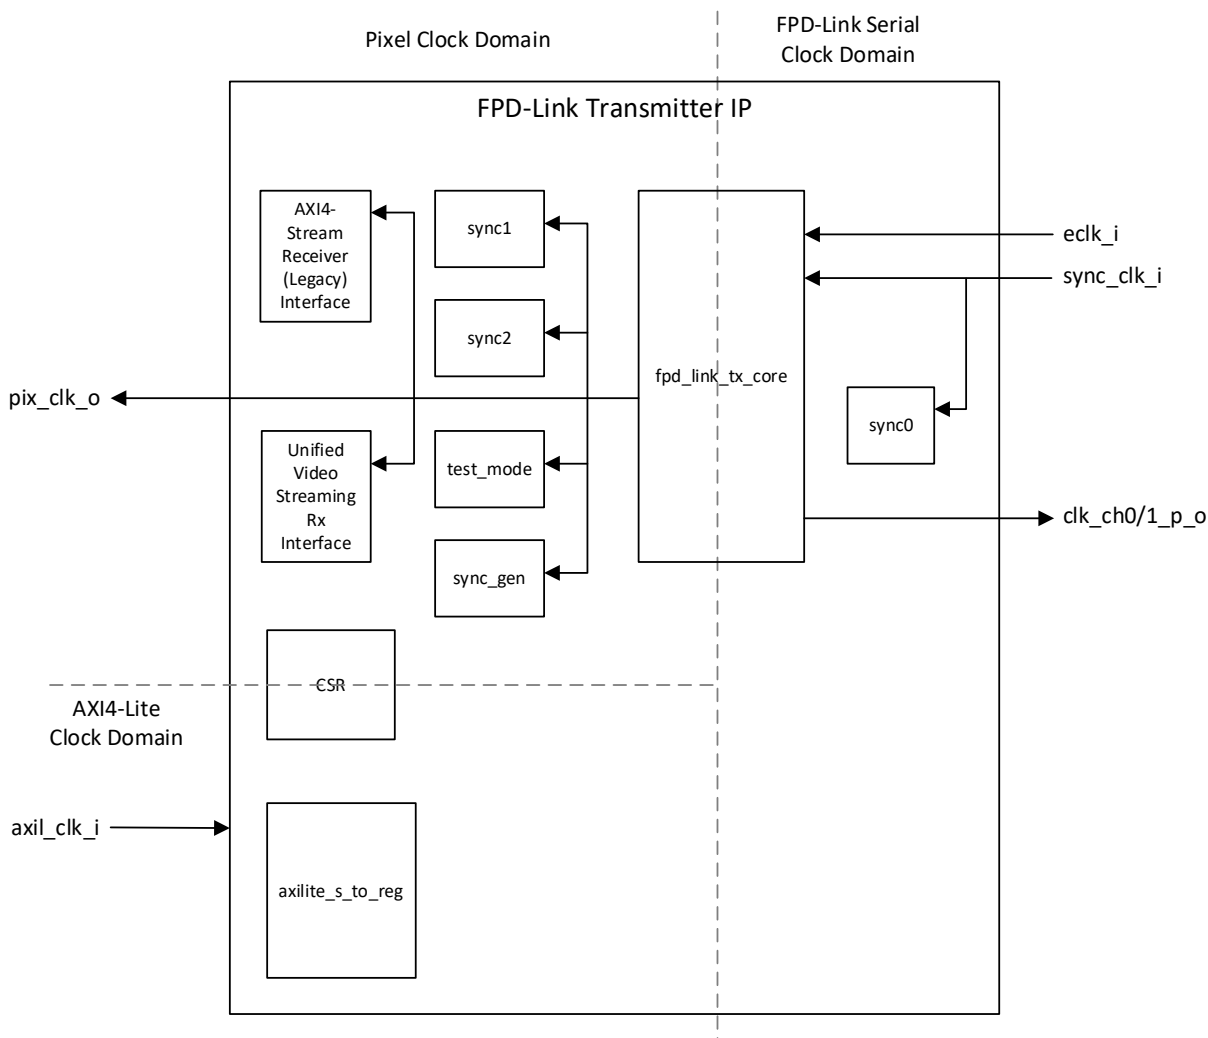 Pixel Clock Domain
FPD-Link Serial
Clock Domain
FPD-Link Transmitter IP
AXI4-
Stream
Receiver
(Legacy)
Interface
sync1
sync2
eclk_i
sync_clk_i
fpd_link_tx_core
pix_clk_o
sync0
Unified
Video
Streaming
Rx
Interface
test_mode
clk_ch0/1_p_o
sync_gen
CSR
AXI4-Lite
Clock Domain
axil_clk_i
axilite_s_to_reg